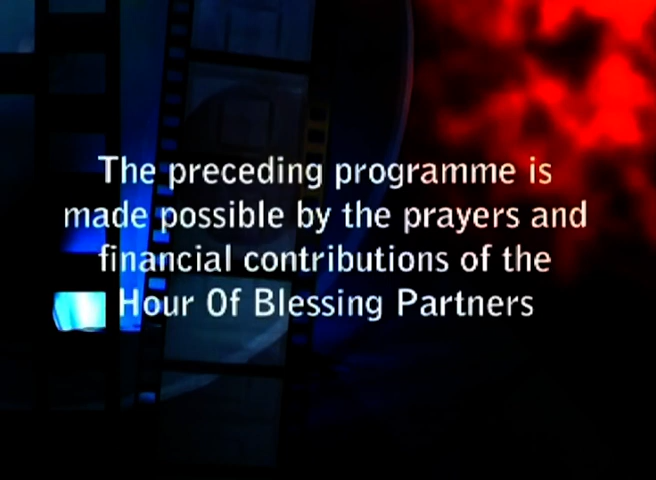 The preceding programme is
made possible by the prayers and
financial contributions of the
Hour Of Blessing Partners